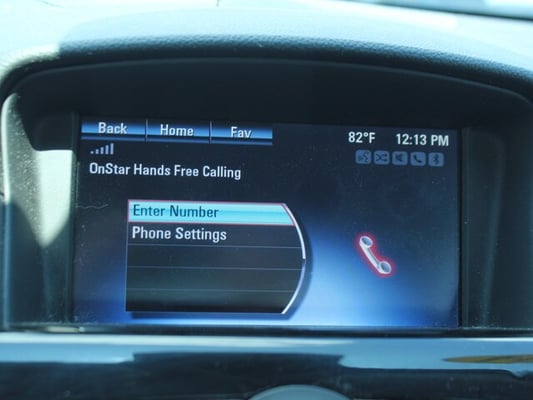 Back Home Fav
82°F 12:13 PM
OnStar Hands Free Calling
Enter Number
Phone Settings